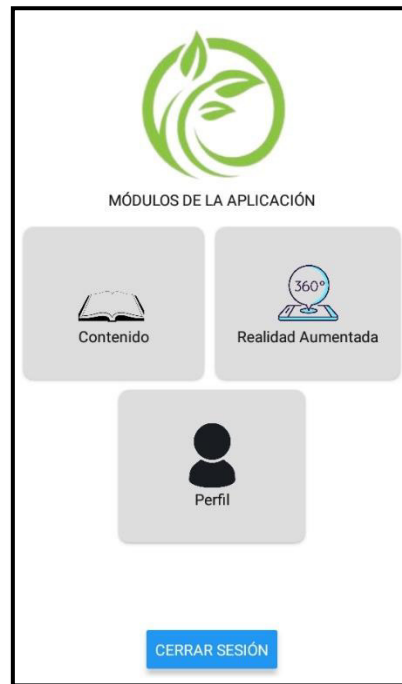 MÓDULOS DE LA APLICACIÓN
Contenido
360°
Realidad Aumentada
Perfil
CERRAR SESIÓN